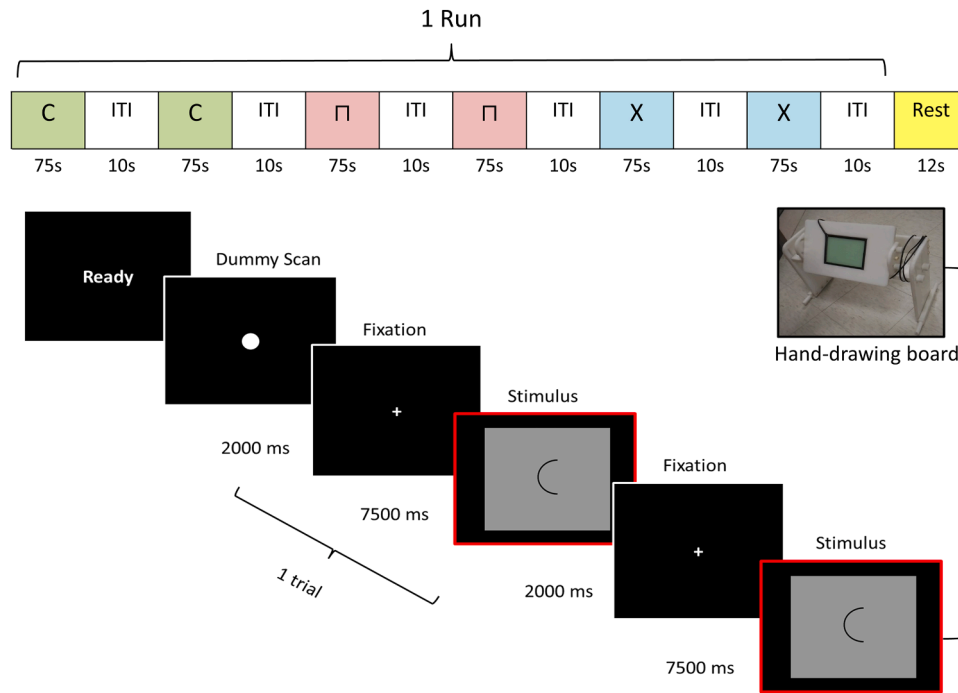 1 Run
C ITI C ITI Π ITI Π ITI X ITI X ITI Rest
75s 10s 75s 10s 75s 10s 75s 10s 75s 10s 75s 10s 12s
Ready
Dummy Scan
Fixation
Hand-drawing board
Stimulus
2000 ms
Fixation
7500 ms
Stimulus
1 trial
2000 ms
7500 ms